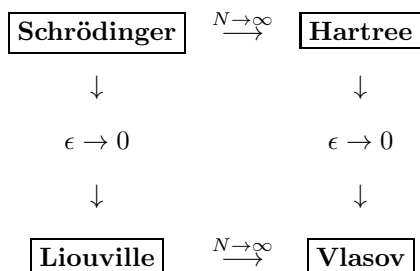 Schrödinger N→∞ ⟶ Hartree
↓ ↓
ϵ → 0 ϵ → 0
↓ ↓
Liouville N→∞ ⟶ Vlasov